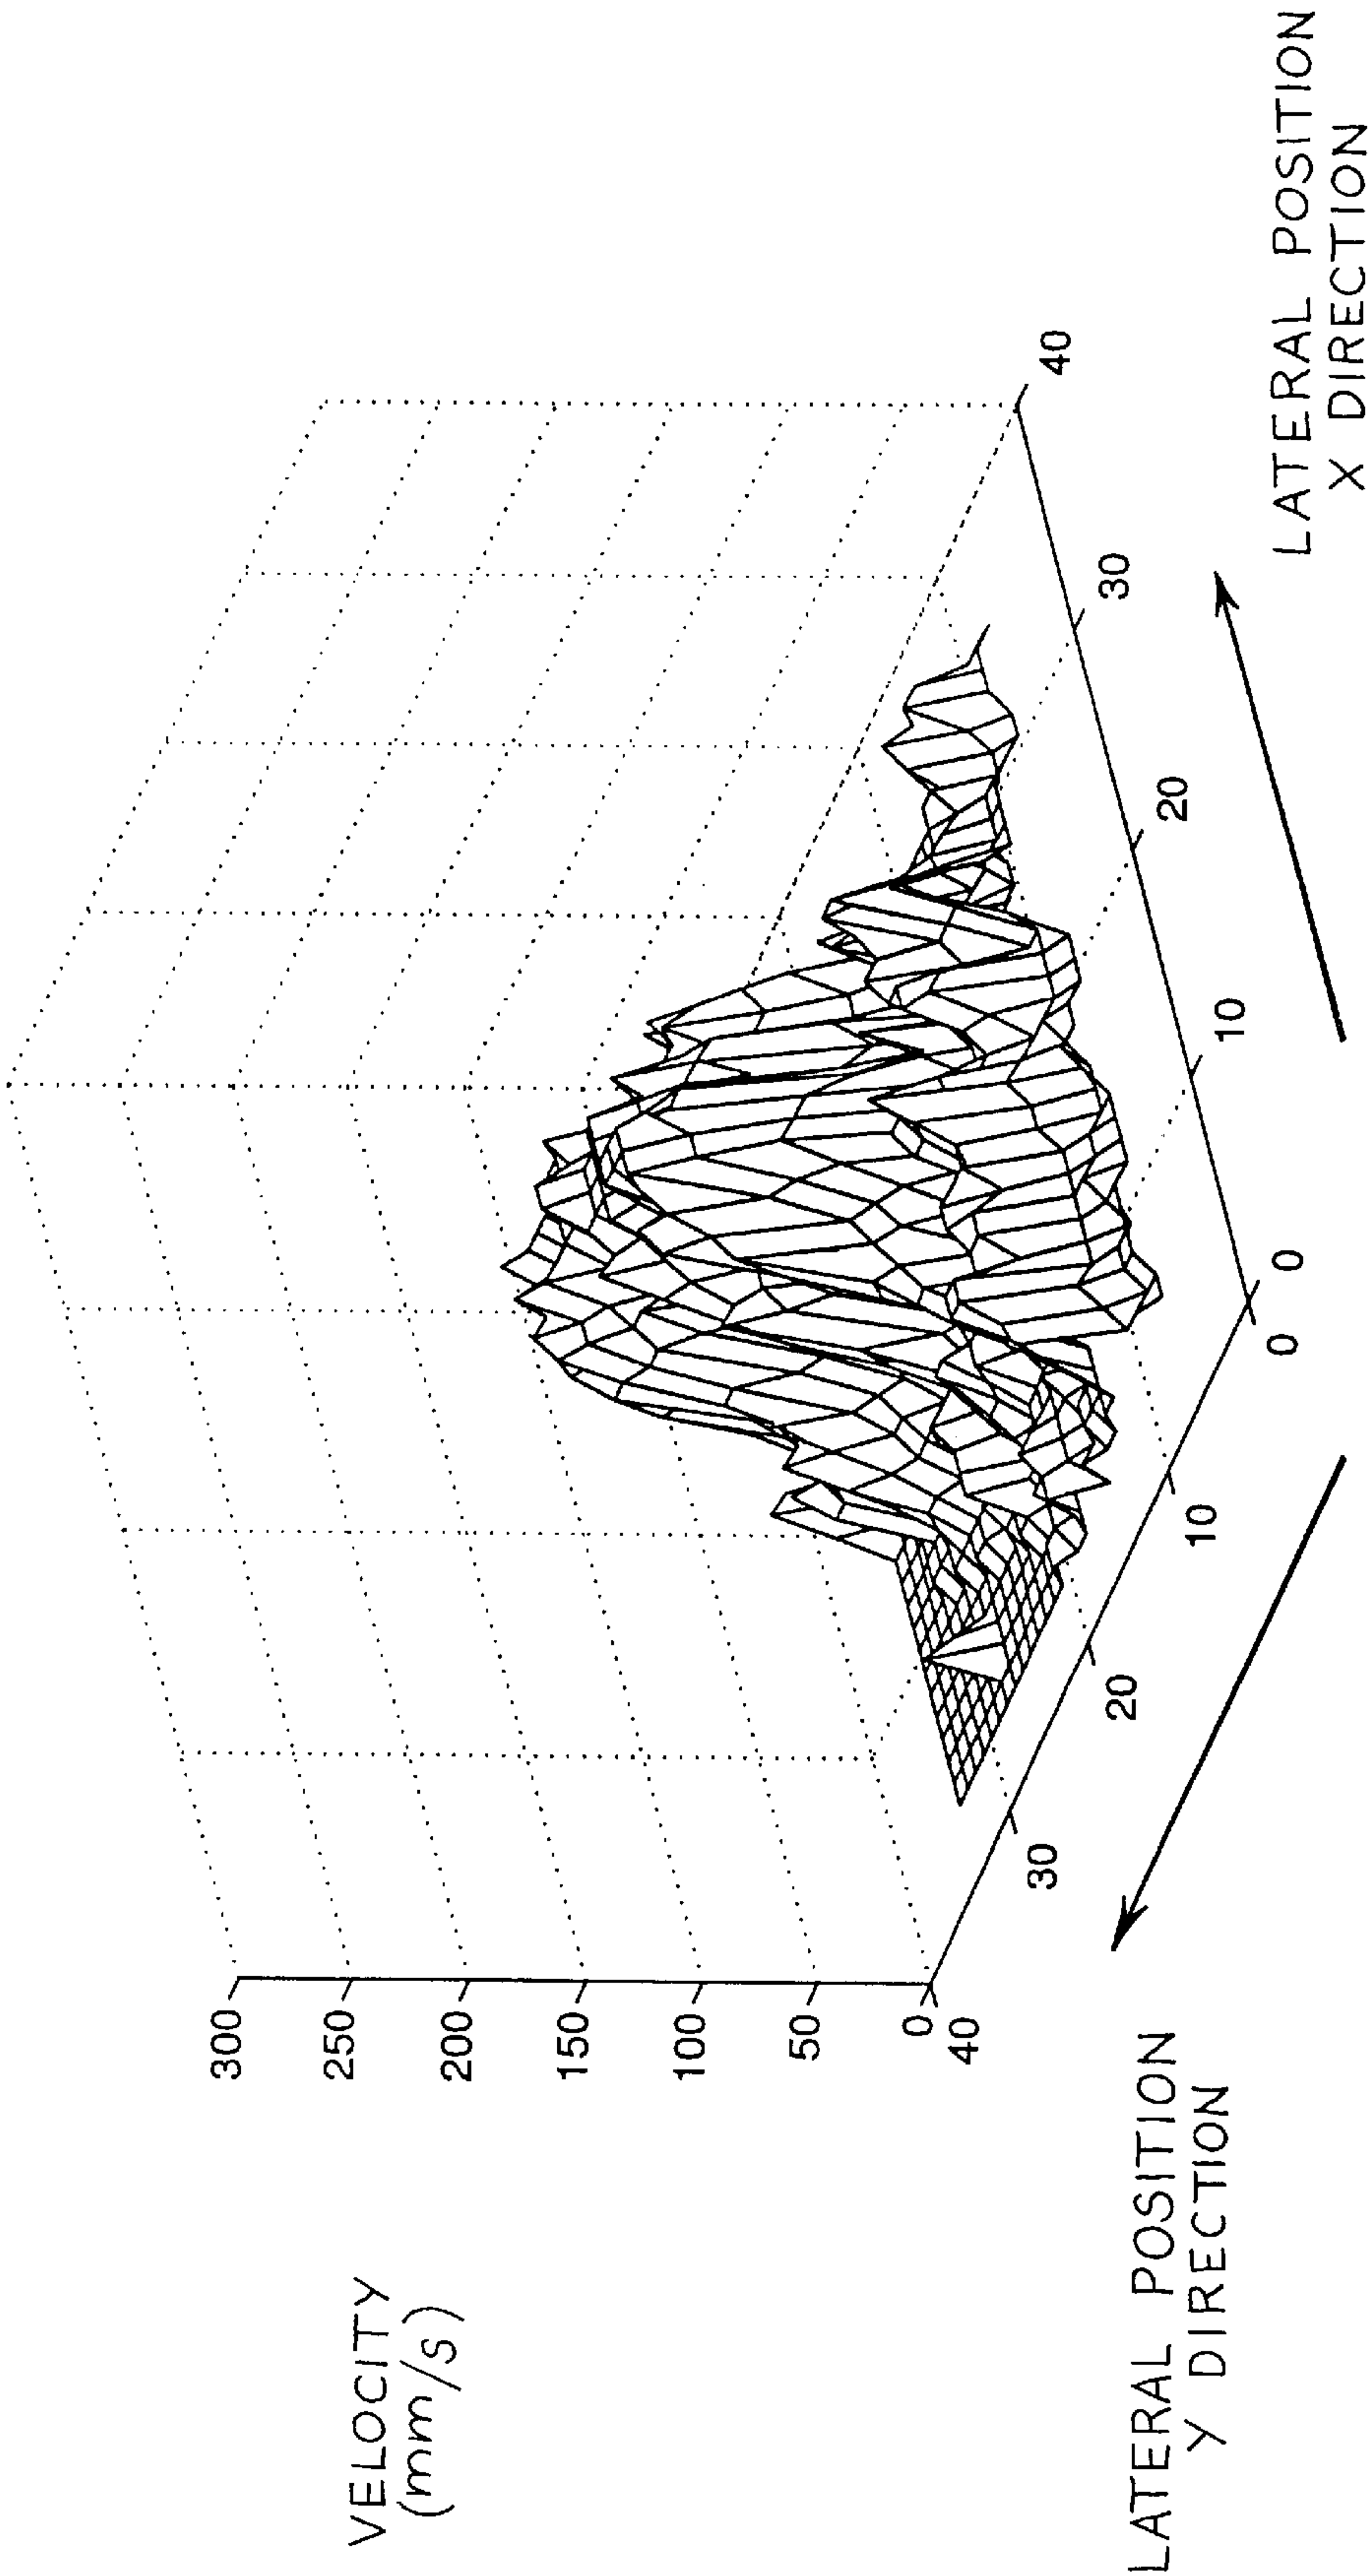 VELOCITY
(mm/s)
300
250
200
150
100
50
0
40
30
20
10
0
0
10
20
30
40
LATERAL POSITION
Y DIRECTION
LATERAL POSITION
X DIRECTION